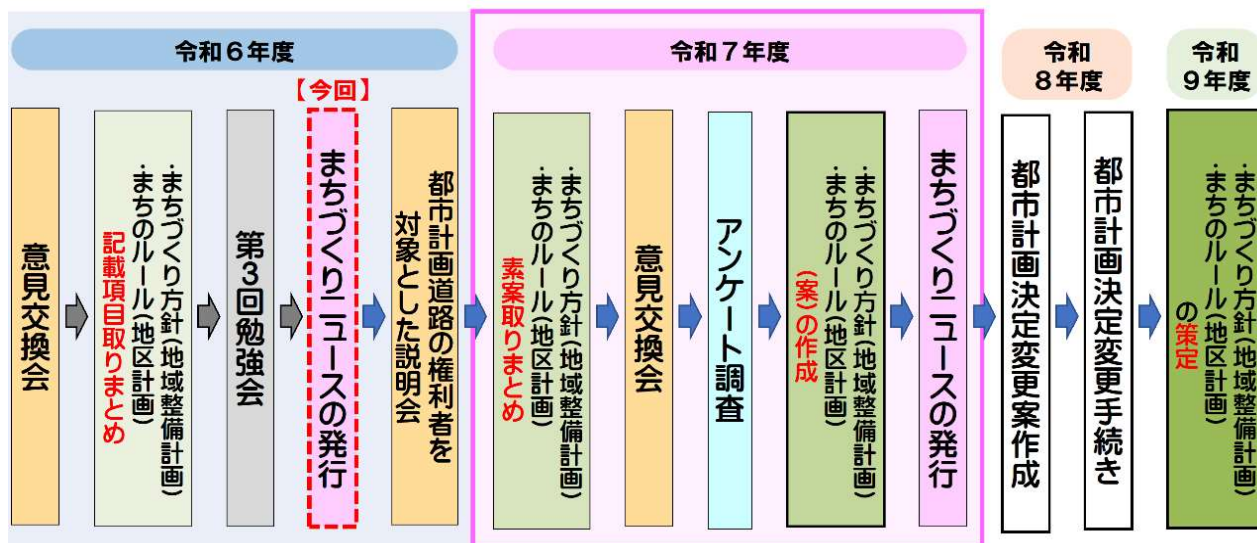 令和6年度
【今回】
意見交換会
・まちづくり方針(地域整備計画)
・まちのルール(地区計画)
記載項目取りまとめ
第3回勉強会
まちづくりニュースの発行
都市計画道路の権利者を
対象とした説明会
令和7年度
・まちづくり方針(地域整備計画)
・まちのルール(地区計画)
素案取りまとめ
意見交換会
アンケート調査
・まちづくり方針(地域整備計画)
・まちのルール(地区計画)
(案)の作成
まちづくりニュースの発行
令和
8年度
都市計画決定変更案作成
都市計画決定変更手続き
令和
9年度
・まちづくり方針(地域整備計画)
・まちのルール(地区計画)
の策定